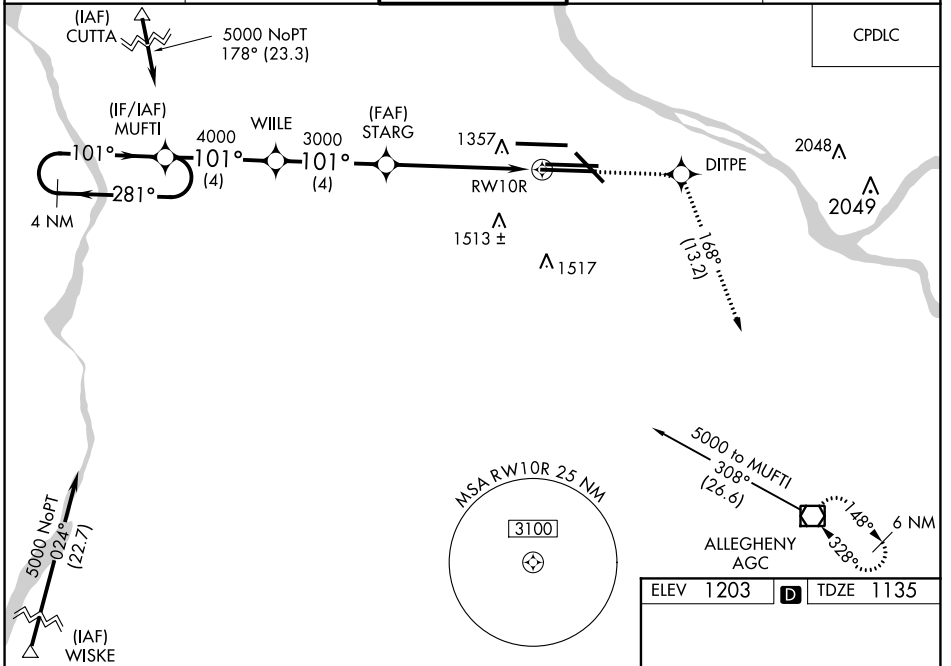 (IAF)
CUTTA
5000 NoPT
178° (23.3)
CPDLC
(IF/IAF)
MUFTI
4000
101°
(4)
WIILE
3000
101°
(4)
(FAF)
STARG
1357
RW10R
DITPE
2048
2049
101°
281°
4 NM
1513 ±
1517
168°
(13.2)
5000 NoPT
024°
(22.7)
(IAF)
WISKE
MSA RW10R 25 NM
3100
5000 to MUFTI
308°
(26.6)
148°
6 NM
328°
ALLEGHENY
AGC
ELEV 1203 D TDZE 1135